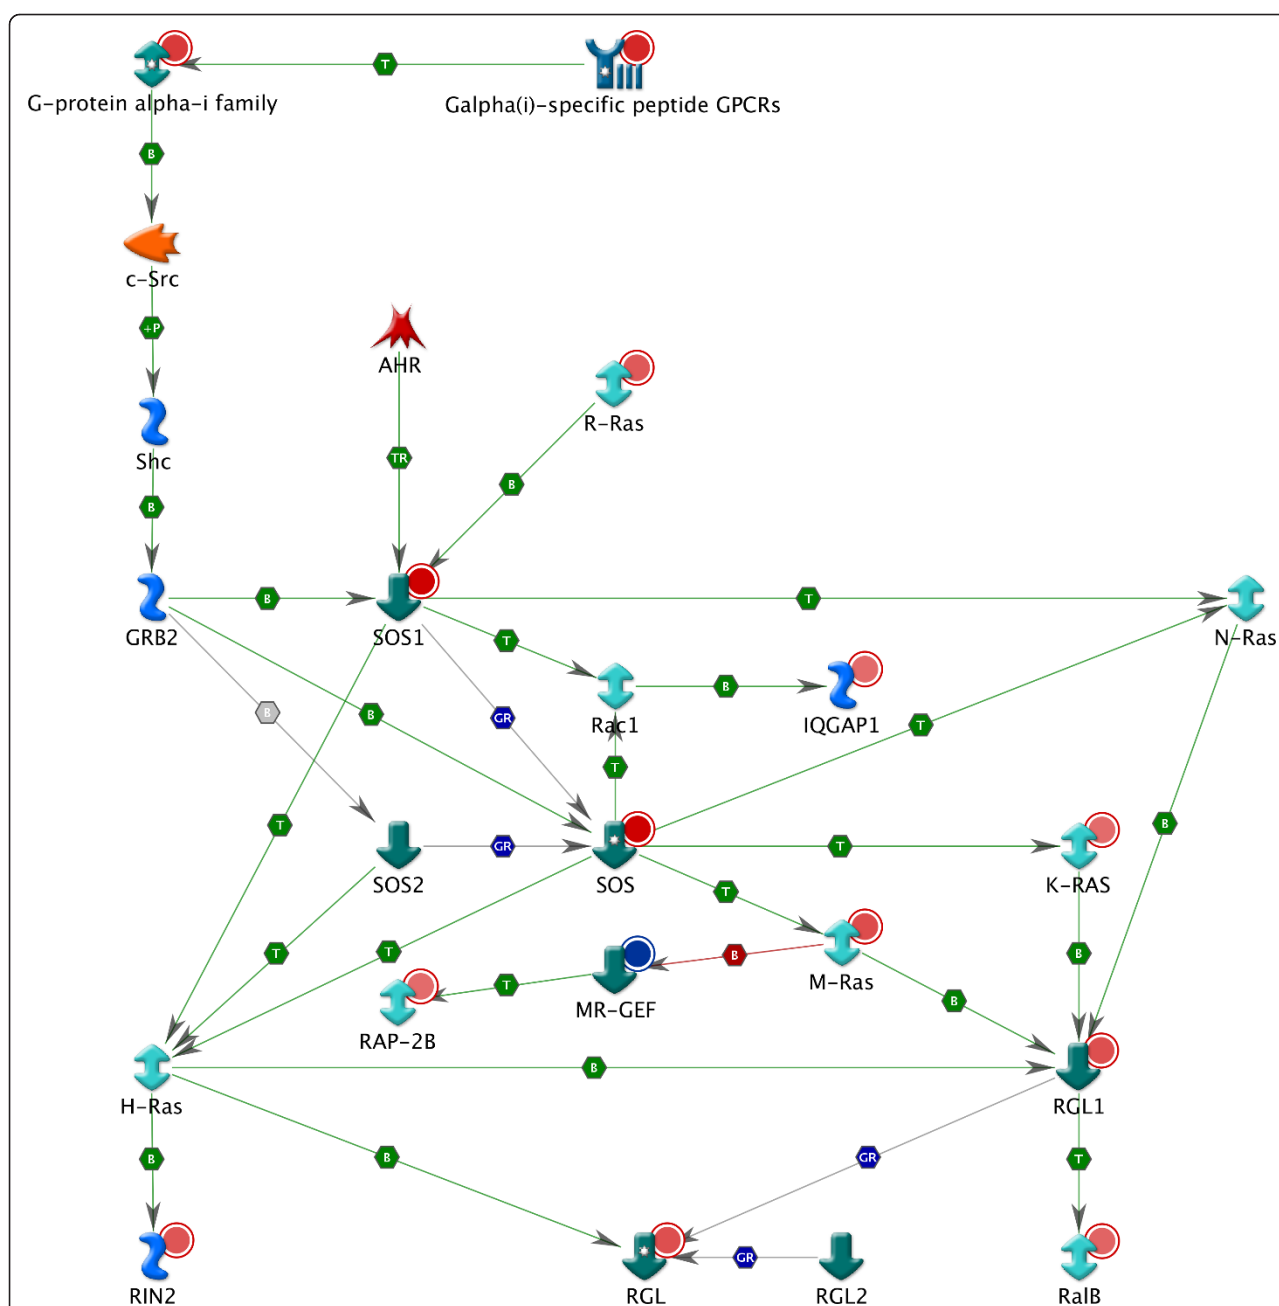 T
G-protein alpha-i family
Galpha(i)-specific peptide GPCRs
B
c-Src
+P
AHR
R-Ras
Shc
TR
B
B
GRB2
B
SOS1
T
N-Ras
T
B
B
GR
Rac1
B
IQGAP1
T
T
T
SOS2
GR
SOS
T
K-RAS
B
T
T
T
B
B
M-Ras
RAP-2B
T
MR-GEF
B
H-Ras
B
RGL1
B
B
GR
T
RIN2
RGL
GR
RGL2
RalB